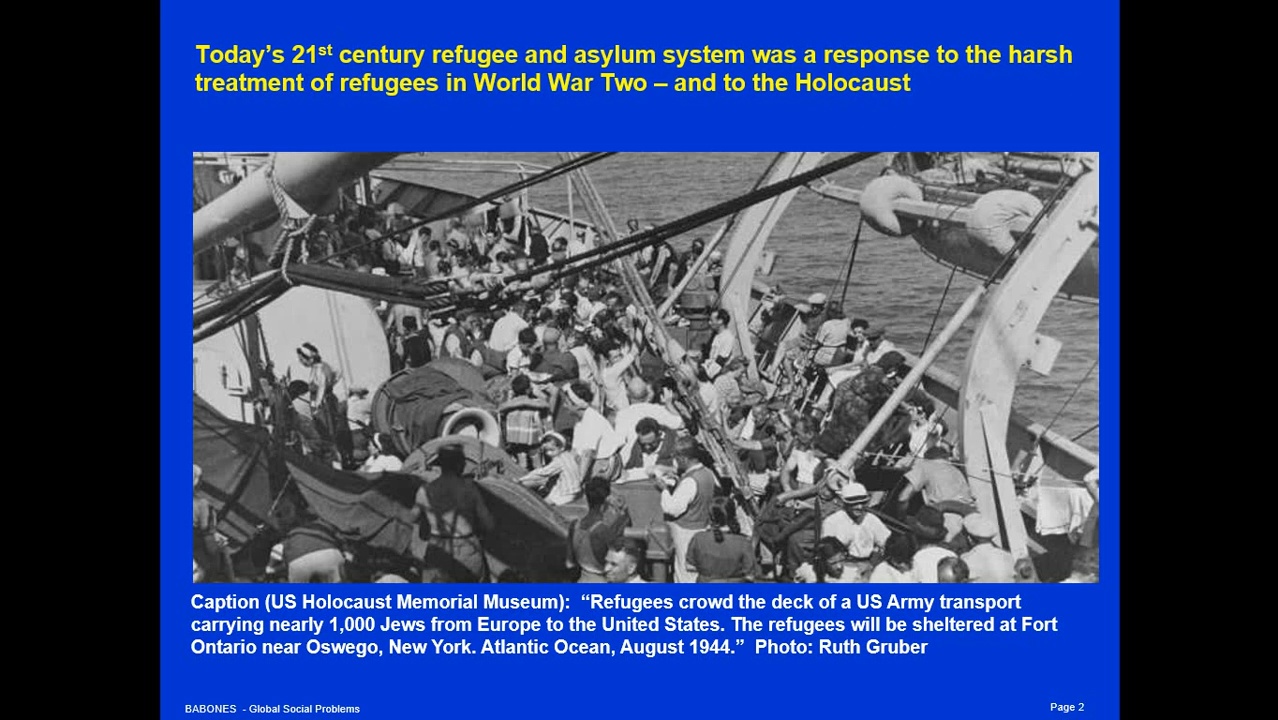 Today’s 21st century refugee and asylum system was a response to the harsh
treatment of refugees in World War Two – and to the Holocaust
Caption (US Holocaust Memorial Museum):  “Refugees crowd the deck of a US Army transport
carrying nearly 1,000 Jews from Europe to the United States. The refugees will be sheltered at Fort
Ontario near Oswego, New York. Atlantic Ocean, August 1944.”  Photo: Ruth Gruber
BABONES  - Global Social Problems
Page 2